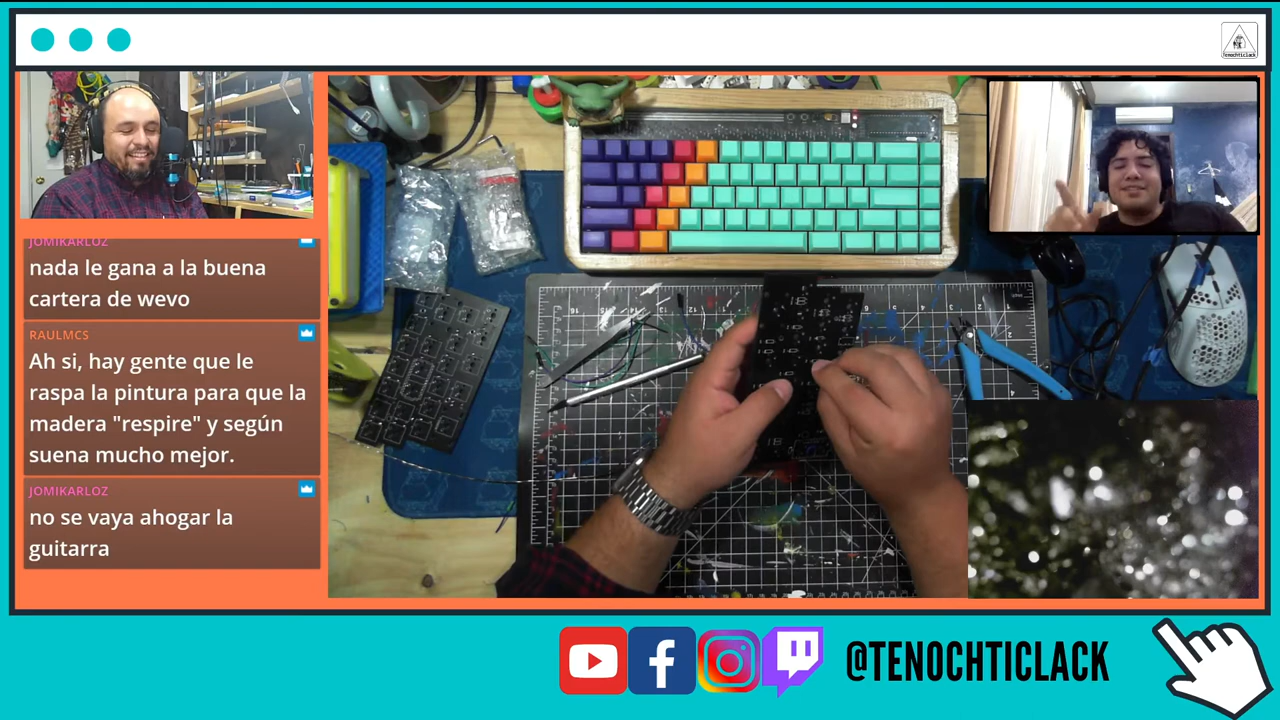 Tenochticlack
JOMIKARLOZ
nada le gana a la buena
cartera de wevo
RAULMCS
Ah si, hay gente que le
raspa la pintura para que la
madera "respire" y según
suena mucho mejor.
JOMIKARLOZ
no se vaya ahogar la
guitarra
@TENOCHTICLACK